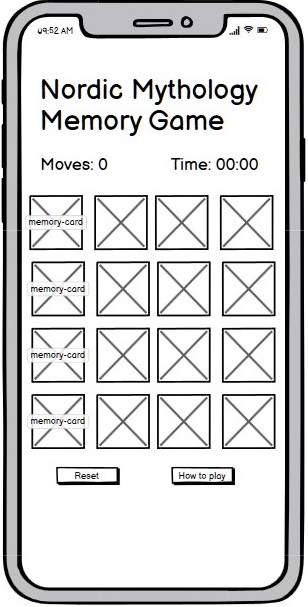 09:52 AM
Nordic Mythology
Memory Game
Moves: 0 Time: 00:00
memory-card
memory-card
memory-card
memory-card
Reset How to play